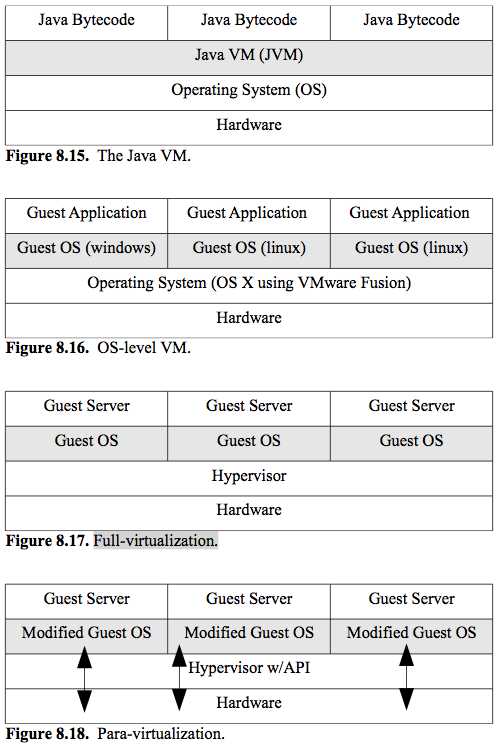 Java Bytecode Java Bytecode Java Bytecode
Java VM (JVM)
Operating System (OS)
Hardware
Figure 8.15. The Java VM.
Guest Application Guest Application Guest Application
Guest OS (windows) Guest OS (linux) Guest OS (linux)
Operating System (OS X using VMware Fusion)
Hardware
Figure 8.16. OS-level VM.
Guest Server Guest Server Guest Server
Guest OS Guest OS Guest OS
Hypervisor
Hardware
Figure 8.17. Full-virtualization.
Guest Server Guest Server Guest Server
Modified Guest OS Modified Guest OS Modified Guest OS
Hypervisor w/API
Hardware
Figure 8.18. Para-virtualization.